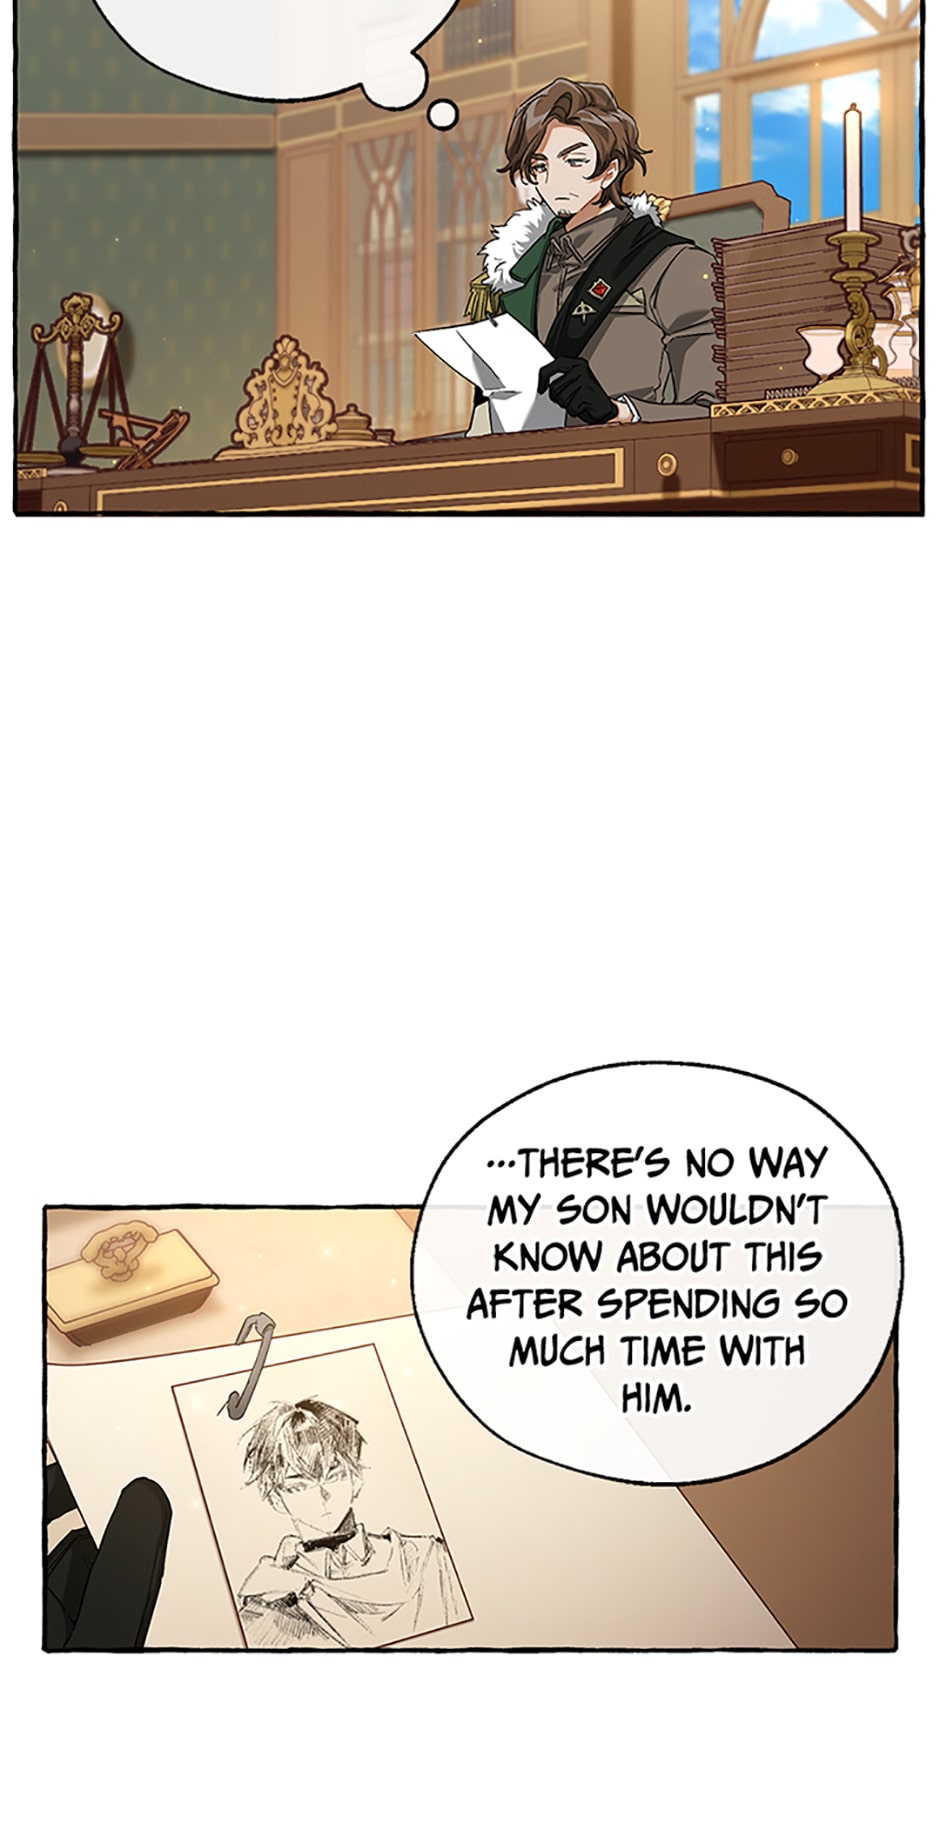 ...THERE'S NO WAY
MY SON WOULDN'T
KNOW ABOUT THIS
AFTER SPENDING SO
MUCH TIME WITH
HIM.